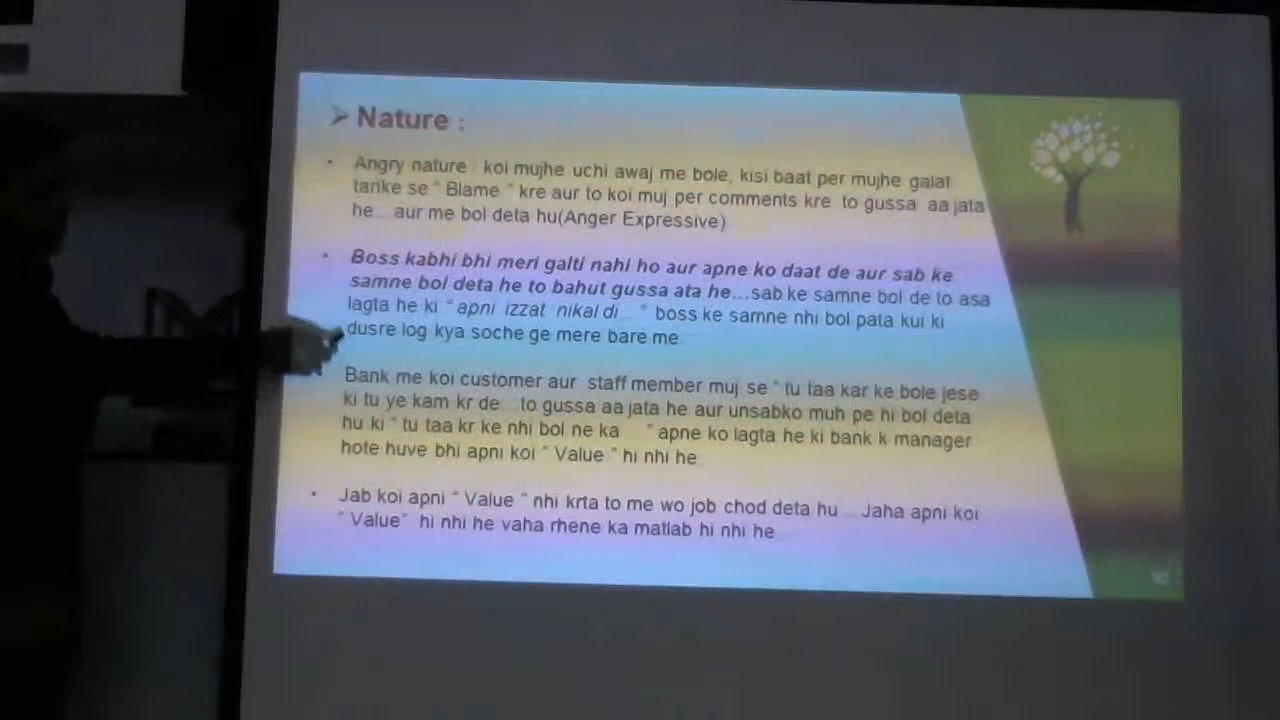 ➢ Nature :
• Angry nature : koi mujhe uchi awaj me bole, kisi baat per mujhe galat
tarike se " Blame " kre aur to koi muj per comments kre to gussa aa jata
he... aur me bol deta hu(Anger Expressive)
• Boss kabhi bhi meri galti nahi ho aur apne ko daat de aur sab ke
samne bol deta he to bahut gussa ata he...sab ke samne bol de to asa
lagta he ki " apni izzat nikal di... " boss ke samne nhi bol pata kui ki
dusre log kya soche ge mere bare me.
Bank me koi customer aur staff member muj se " tu taa kar ke bole jese
ki tu ye kam kr de... to gussa aa jata he aur unsabko muh pe hi bol deta
hu ki " tu taa kr ke nhi bol ne ka... " apne ko lagta he ki bank k manager
hote huve bhi apni koi " Value " hi nhi he.
• Jab koi apni " Value " nhi krta to me wo job chod deta hu... Jaha apni koi
" Value" hi nhi he vaha rhene ka matlab hi nhi he...